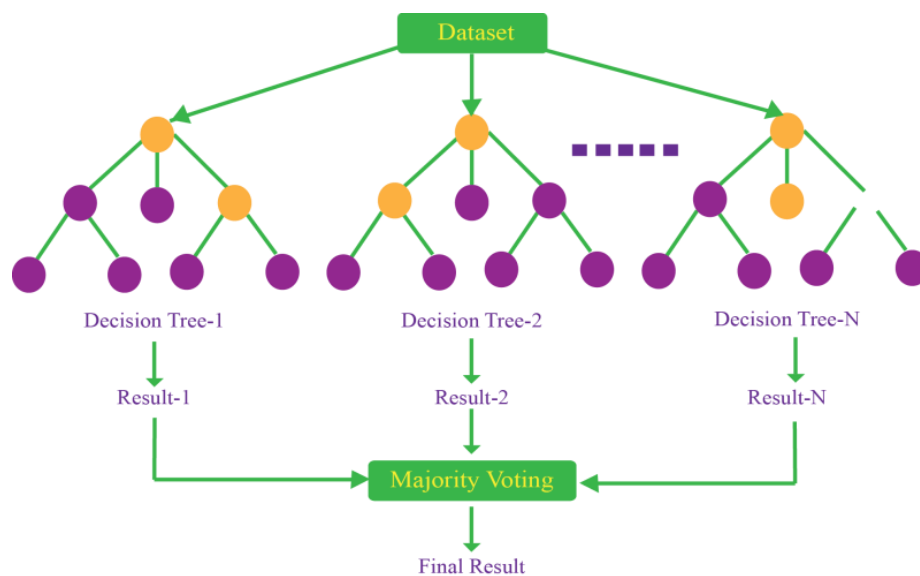 Dataset
Decision Tree-1
Decision Tree-2
Decision Tree-N
Result-1
Result-2
Result-N
Majority Voting
Final Result